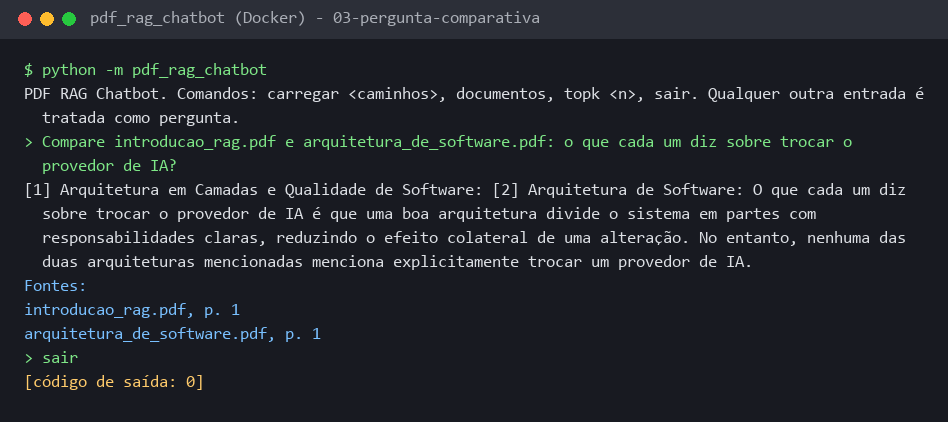 pdf_rag_chatbot (Docker) - 03-pergunta-comparativa
$ python -m pdf_rag_chatbot
PDF RAG Chatbot. Comandos: carregar <caminhos>, documentos, topk <n>, sair. Qualquer outra entrada é
tratada como pergunta.
> Compare introducao_rag.pdf e arquitetura_de_software.pdf: o que cada um diz sobre trocar o
provedor de IA?
[1] Arquitetura em Camadas e Qualidade de Software: [2] Arquitetura de Software: O que cada um diz
sobre trocar o provedor de IA é que uma boa arquitetura divide o sistema em partes com
responsabilidades claras, reduzindo o efeito colateral de uma alteração. No entanto, nenhuma das
duas arquiteturas mencionadas menciona explicitamente trocar um provedor de IA.
Fontes:
introducao_rag.pdf, p. 1
arquitetura_de_software.pdf, p. 1
> sair
[código de saída: 0]